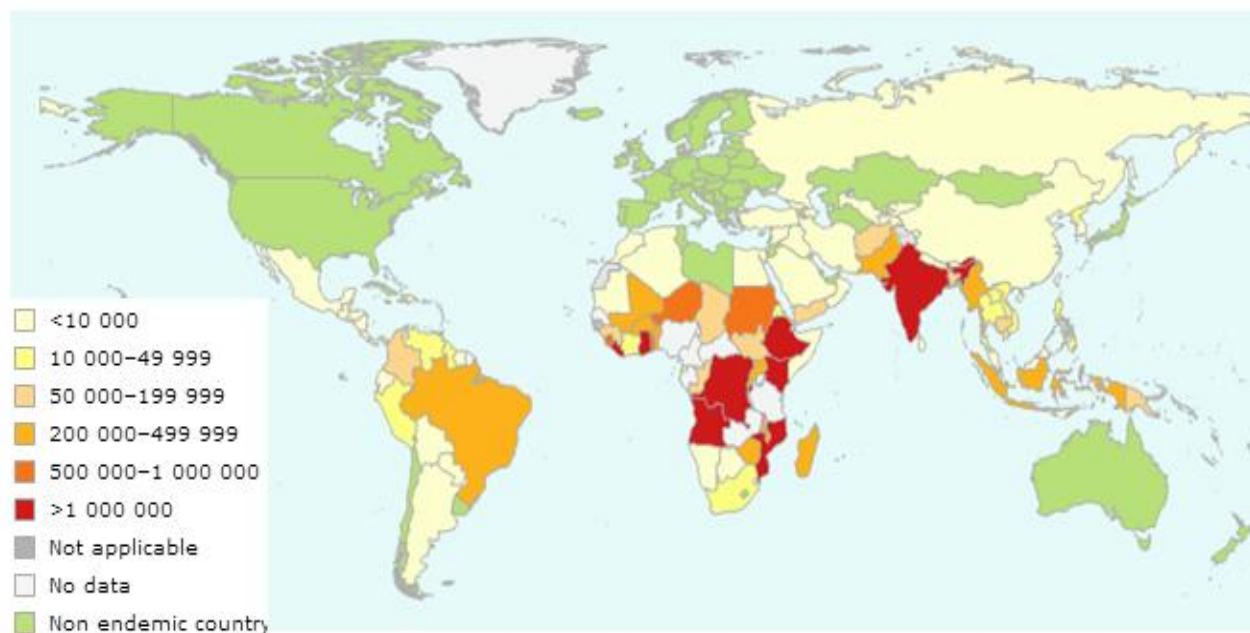 <10 000
10 000–49 999
50 000–199 999
200 000–499 999
500 000–1 000 000
>1 000 000
Not applicable
No data
Non endemic country